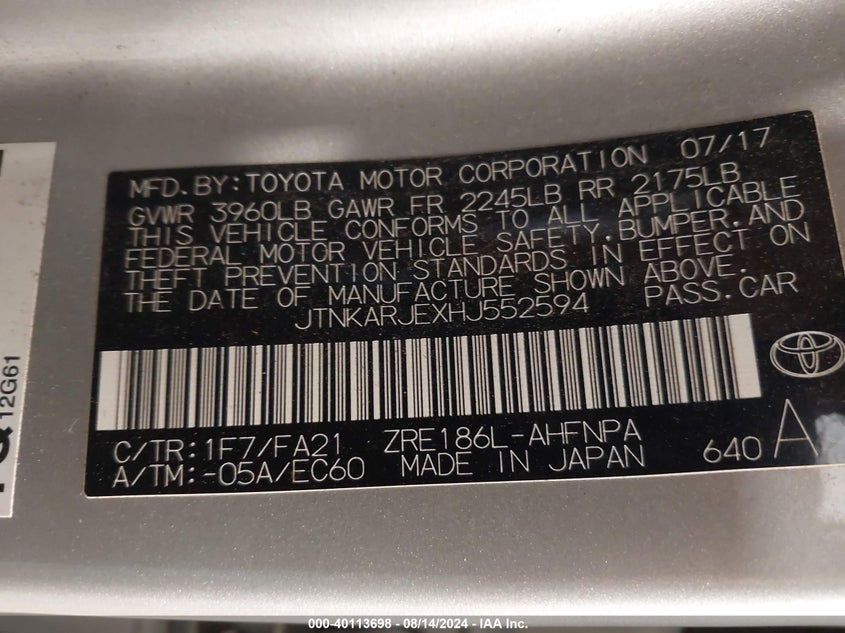 MFD. BY: TOYOTA MOTOR CORPORATION 07/17
GVWR 3960LB GAWR FR 2245LB RR 2175LB
THIS VEHICLE CONFORMS TO ALL APPLICABLE
FEDERAL MOTOR VEHICLE SAFETY, BUMPER, AND
THEFT PREVENTION STANDARDS IN EFFECT ON
THE DATE OF MANUFACTURE SHOWN ABOVE.
JTNKARJEXHJ552594 PASS. CAR
C/TR: 1F7/FA21 ZRE186L-AHFNPA
A/TM: -05A/EC60 MADE IN JAPAN 640 A
12G61
000-40113698 - 08/14/2024 - IAA Inc.